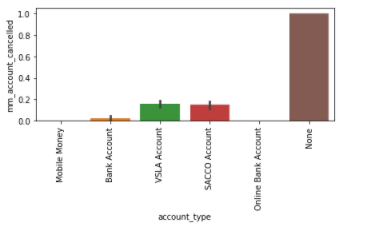 mm_account_cancelled
1.0
0.8
0.6
0.4
0.2
0.0
Mobile Money
Bank Account
VSLA Account
SACCO Account
Online Bank Account
None
account_type